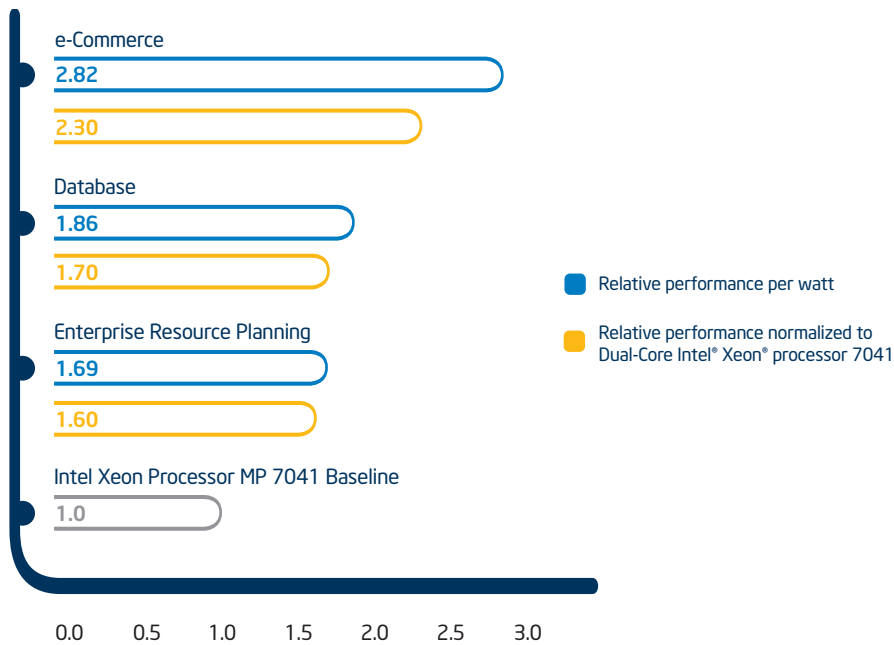 e-Commerce
2.82
2.30
Database
1.86
1.70
Enterprise Resource Planning
1.69
1.60
Intel Xeon Processor MP 7041 Baseline
1.0
0.0 0.5 1.0 1.5 2.0 2.5 3.0
Relative performance per watt
Relative performance normalized to
Dual-Core Intel® Xeon® processor 7041